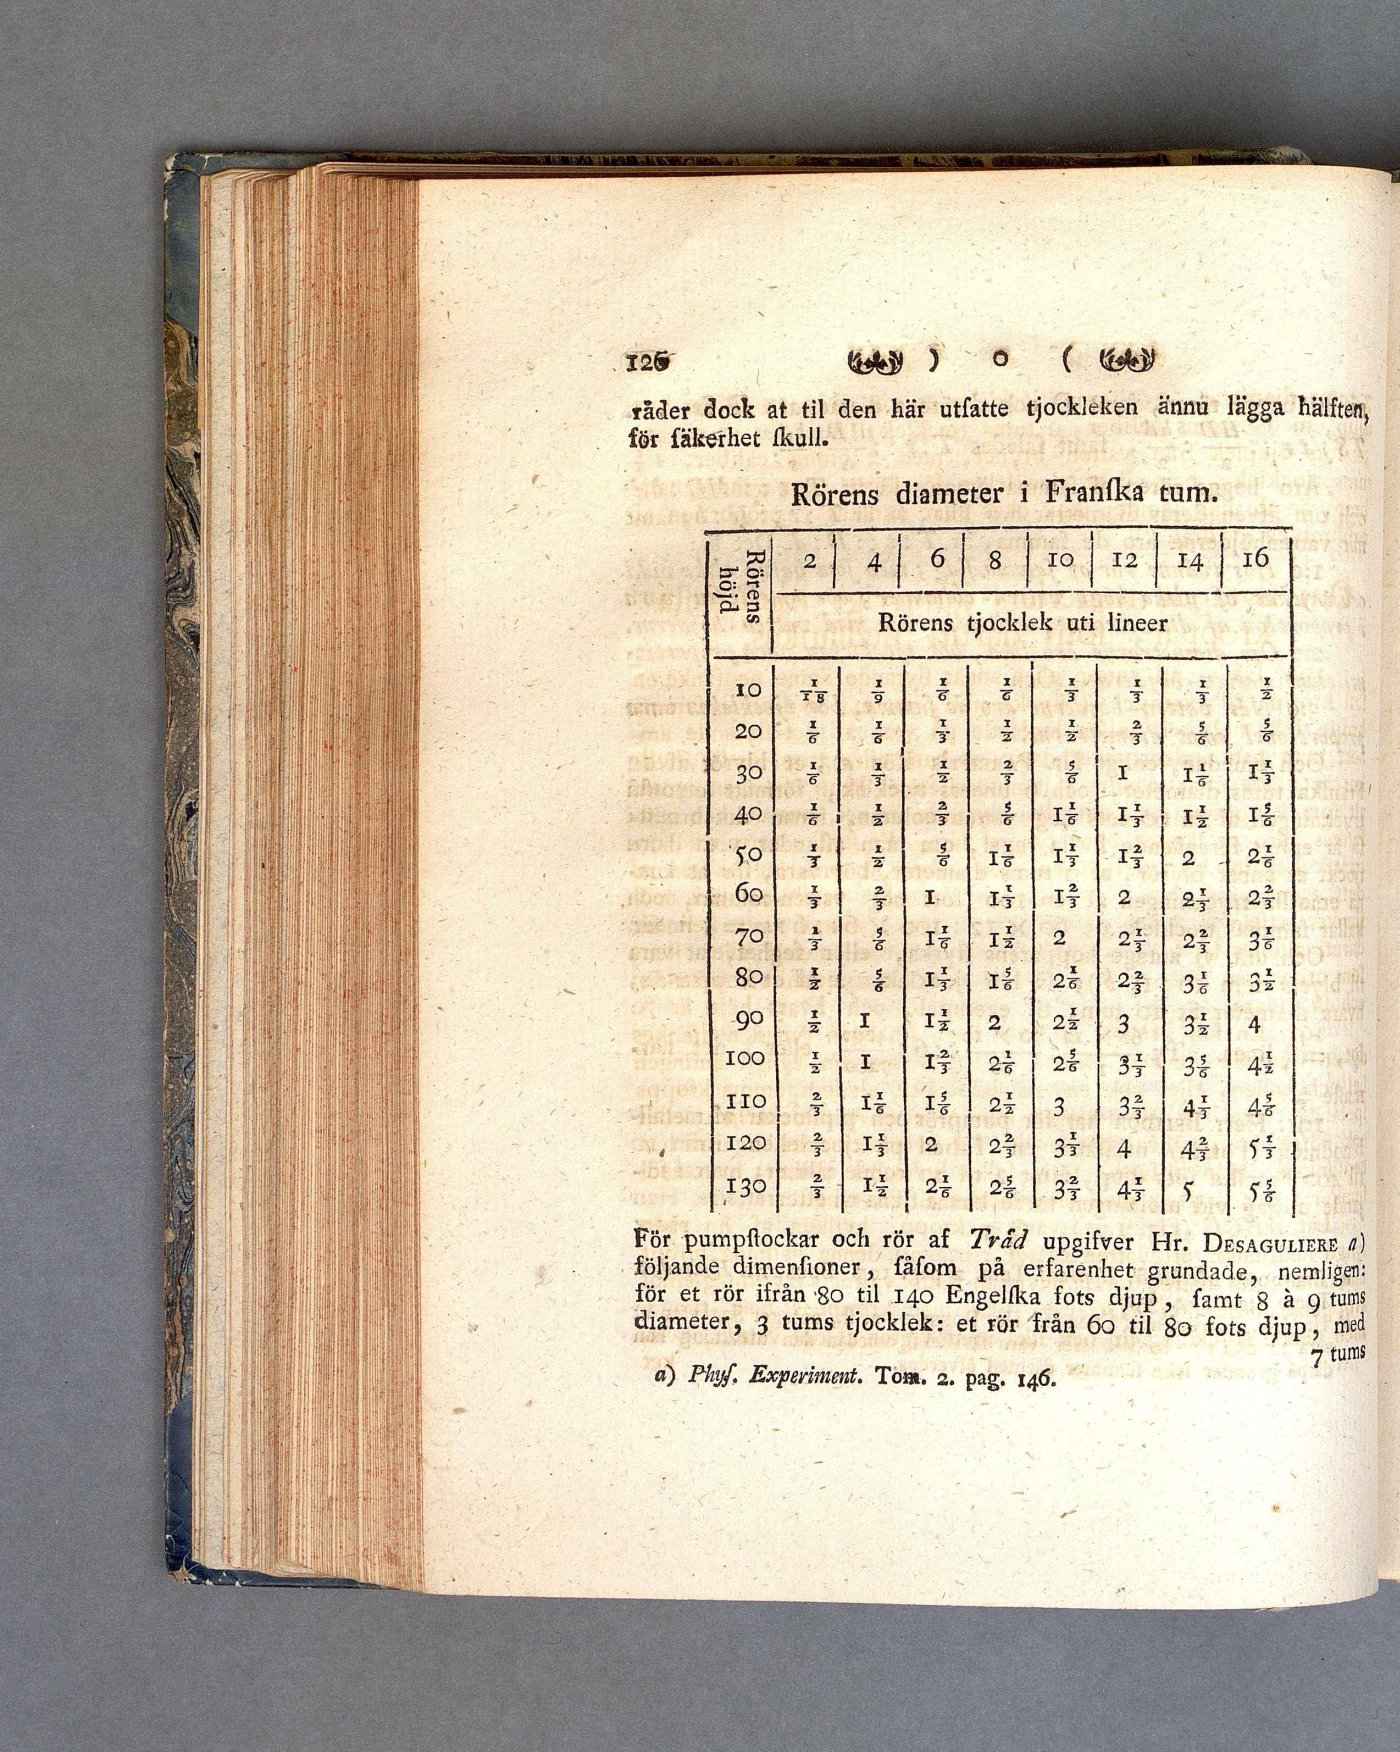 126 ) o (
råder dock at til den här utſatte tjockleken ännu lägga hälften,
för ſäkerhet ſkull.
Rörens diameter i Franſka tum.
Rörens höjd 2 4 6 8 10 12 14 16
Rörens tjocklek uti lineer
10 1/18 1/9 1/6 1/6 1/3 1/3 1/3 1/2
20 1/6 1/6 1/3 1/2 1/2 2/3 5/6 5/6
30 1/6 1/3 1/2 2/3 5/6 1 1 1/6 1 1/3
40 1/6 1/2 2/3 5/6 1 1/6 1 1/3 1 1/2 1 5/6
50 1/3 1/2 5/6 1 1/6 1 1/3 1 2/3 2 2 1/6
60 1/3 2/3 1 1 1/3 1 2/3 2 2 1/3 2 2/3
70 1/3 5/6 1 1/6 1 1/2 2 2 1/3 2 2/3 3 1/6
80 1/2 5/6 1 1/3 1 5/6 2 1/6 2 2/3 3 1/6 3 1/2
90 1/2 1 1 1/2 2 2 1/2 3 3 1/2 4
100 1/2 1 1 2/3 2 1/6 2 5/6 3 1/3 3 5/6 4 1/2
110 2/3 1 1/6 1 5/6 2 1/2 3 3 2/3 4 1/3 4 5/6
120 2/3 1 1/3 2 2 2/3 3 1/3 4 4 2/3 5 1/3
130 2/3 1 1/2 2 1/6 2 5/6 3 2/3 4 1/3 5 5 5/6
För pumpſtockar och rör af Träd upgifver Hr. DESAGULIERE a)
följande dimenſioner, ſåſom på erfarenhet grundade, nemligen:
för et rör ifrån 80 til 140 Engelſka fots djup, ſamt 8 à 9 tums
diameter, 3 tums tjocklek: et rör från 60 til 80 fots djup, med
7 tums
a) Phyſ. Experiment. Tom. 2. pag. 146.